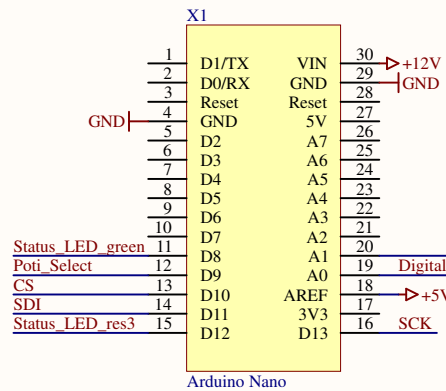 X1
1 D1/TX VIN 30 +12V
2 D0/RX GND 29 GND
3 Reset Reset 28
GND 4 GND 5V 27
5 D2 A7 26
6 D3 A6 25
7 D4 A5 24
8 D5 A4 23
9 D6 A3 22
10 D7 A2 21
Status_LED_green 11 D8 A1 20
Poti_Select 12 D9 A0 19 Digital
CS 13 D10 AREF 18 +5V
SDI 14 D11 3V3 17
Status_LED_res3 15 D12 D13 16 SCK
Arduino Nano